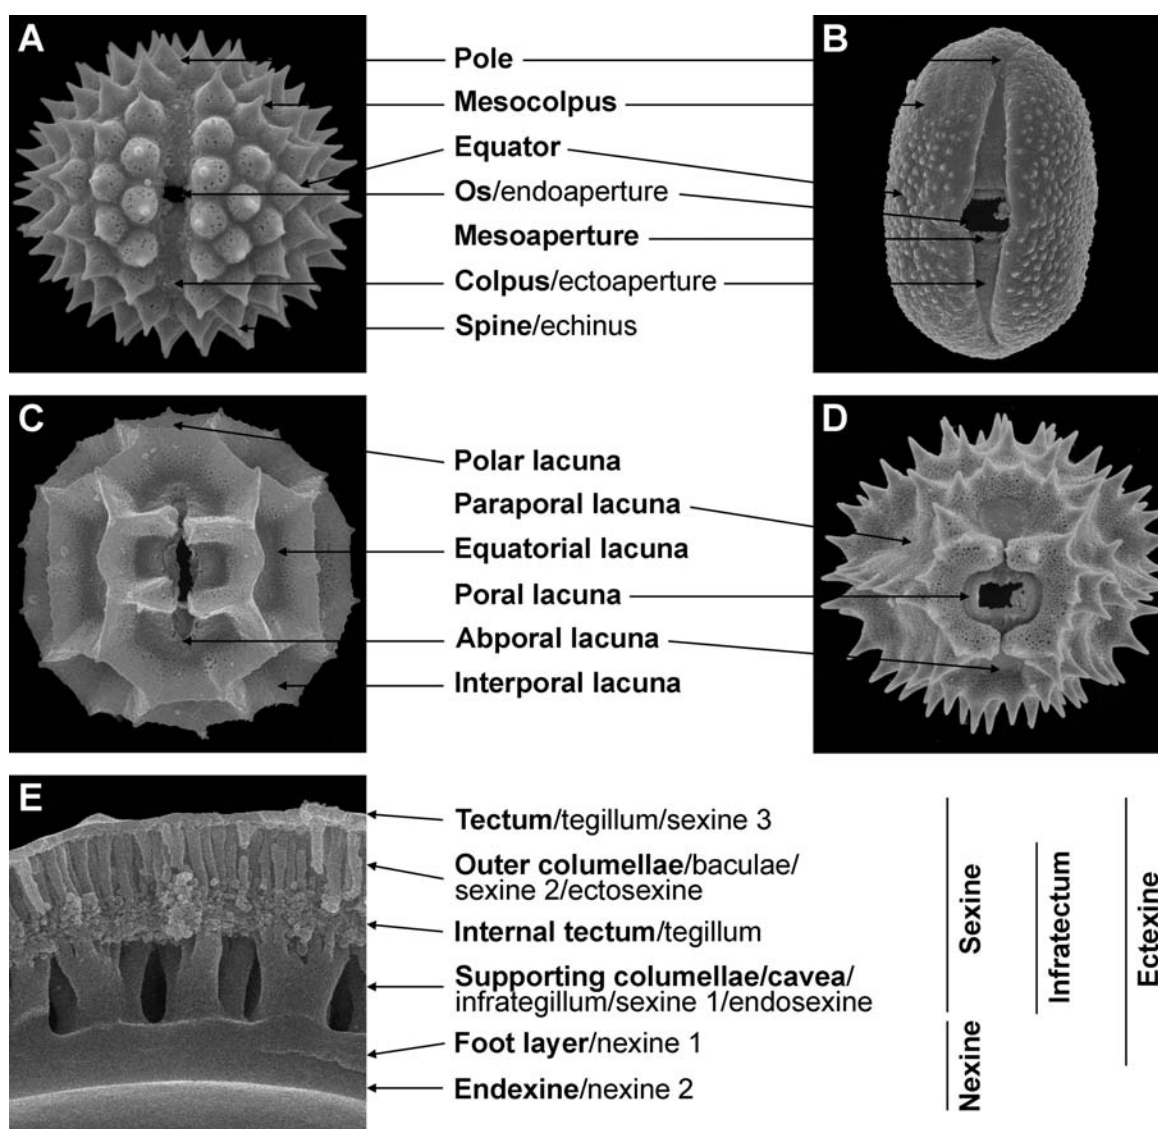 A
B
Pole
Mesocolpus
Equator
Os/endoaperture
Mesoaperture
Colpus/ectoaperture
Spine/echinus
C
D
Polar lacuna
Paraporal lacuna
Equatorial lacuna
Poral lacuna
Abporal lacuna
Interporal lacuna
E
Tectum/tegillum/sexine 3
Outer columellae/baculae/
sexine 2/ectosexine
Internal tectum/tegillum
Supporting columellae/cavea/
infrategillum/sexine 1/endosexine
Foot layer/nexine 1
Endexine/nexine 2
Sexine
Nexine
Infratectum
Ectexine